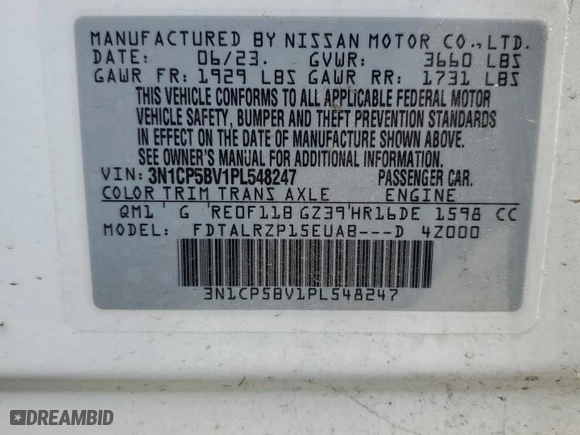 MANUFACTURED BY NISSAN MOTOR CO.,LTD.
DATE: 06/23. GVWR: 3660 LBS
GAWR FR: 1929 LBS GAWR RR: 1731 LBS
THIS VEHICLE CONFORMS TO ALL APPLICABLE FEDERAL MOTOR
VEHICLE SAFETY, BUMPER AND THEFT PREVENTION STANDARDS
IN EFFECT ON THE DATE OF MANUFACTURE SHOWN ABOVE.
SEE OWNER'S MANUAL FOR ADDITIONAL INFORMATION.
VIN: 3N1CP5BV1PL548247 PASSENGER CAR.
COLOR TRIM TRANS AXLE ENGINE
QM1 G RE0F11B GZ39 HR16DE 1598 CC
MODEL: FDTALRZP15EUAB---D 4Z000
3N1CP5BV1PL548247
DREAMBID